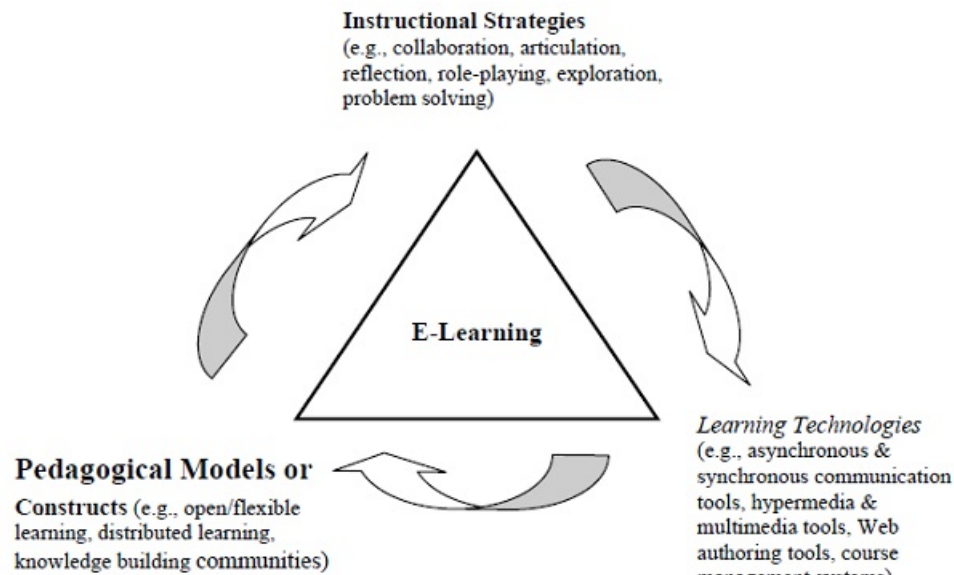 Instructional Strategies
(e.g., collaboration, articulation,
reflection, role-playing, exploration,
problem solving)
E-Learning
Pedagogical Models or
Constructs (e.g., open/flexible
learning, distributed learning,
knowledge building communities)
Learning Technologies
(e.g., asynchronous &
synchronous communication
tools, hypermedia &
multimedia tools, Web
authoring tools, course